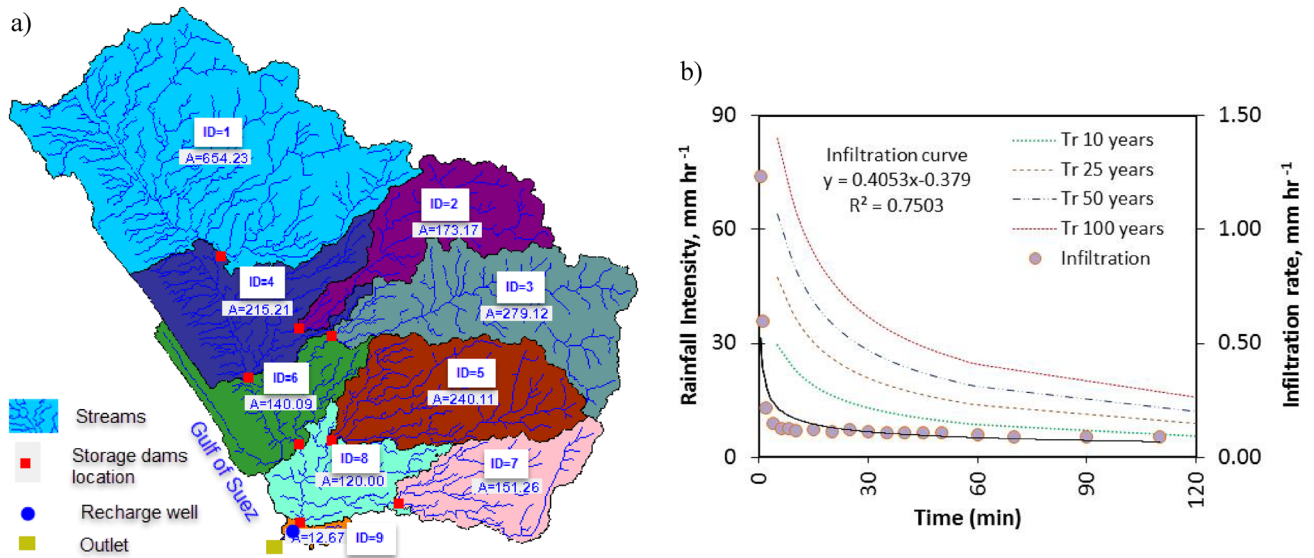 a)
ID=1
A=654.23
ID=2
A=173.17
ID=3
A=279.12
ID=4
A=215.21
ID=5
A=240.11
ID=6
A=140.09
ID=8
A=120.00
ID=7
A=151.26
A=12.67
ID=9
Gulf of Suez
Streams
Storage dams
location
Recharge well
Outlet
b)
Rainfall Intensity, mm hr⁻¹
90
60
30
0
Infiltration curve
y = 0.4053x-0.379
R² = 0.7503
Tr 10 years
Tr 25 years
Tr 50 years
Tr 100 years
Infiltration
1.50
1.00
0.50
0.00
Infiltration rate, mm hr⁻¹
0 30 60 90 120
Time (min)